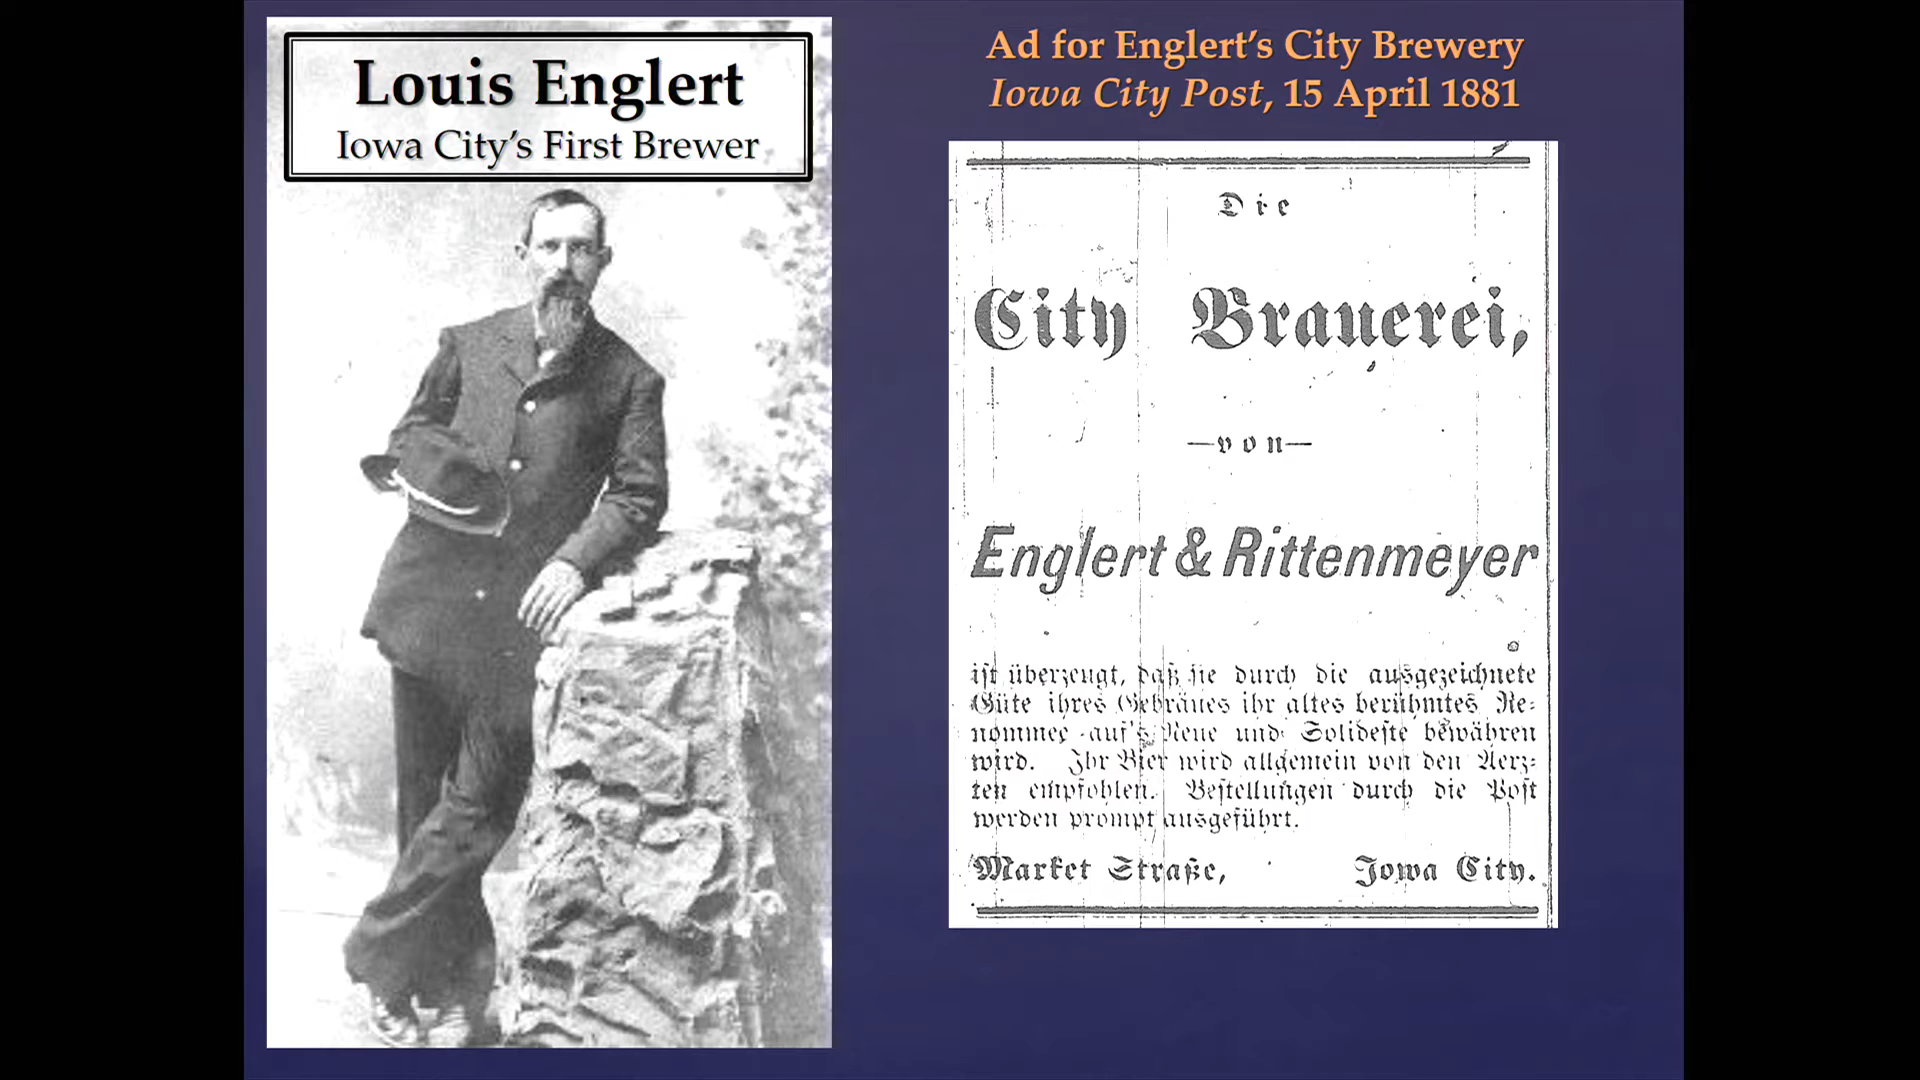 Louis Englert
Iowa City's First Brewer
Ad for Englert's City Brewery
Iowa City Post, 15 April 1881
Die
City Brauerei,
—von—
Englert & Rittenmeyer
ist überzeugt, daß sie durch die ausgezeichnete
Güte ihres Gebräues ihr altes berühmtes Re-
nommee auf's Neue und Solideste bewähren
wird. Ihr Bier wird allgemein von den Aerz-
ten empfohlen. Bestellungen durch die Post
werden prompt ausgeführt.
Market Straße, Iowa City.